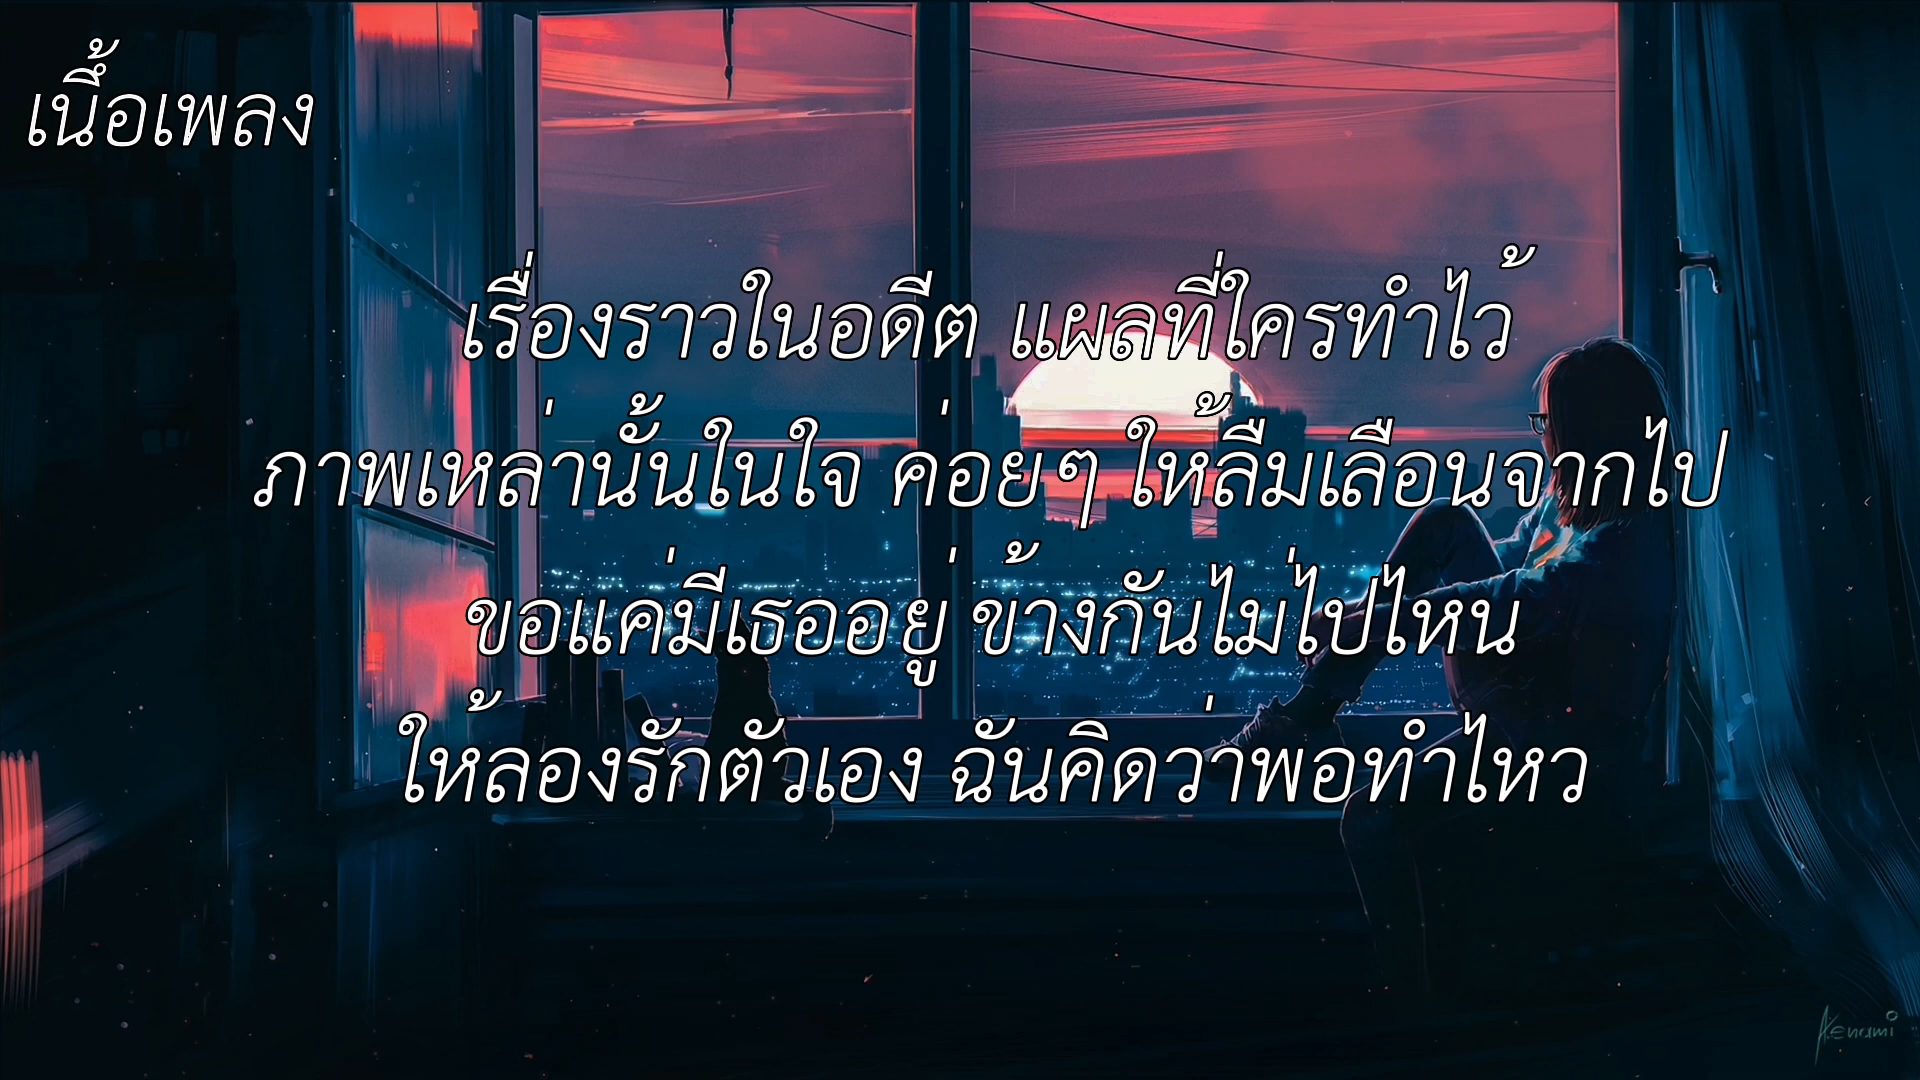 เนื้อเพลง
เรื่องราวในอดีต แผลที่ใครทำไว้
ภาพเหล่านั้นในใจ ค่อยๆ ให้ลืมเลือนจากไป
ขอแค่มีเธออยู่ ข้างกันไม่ไปไหน
ให้ลองรักตัวเอง ฉันคิดว่าพอทำไหว
Aenami